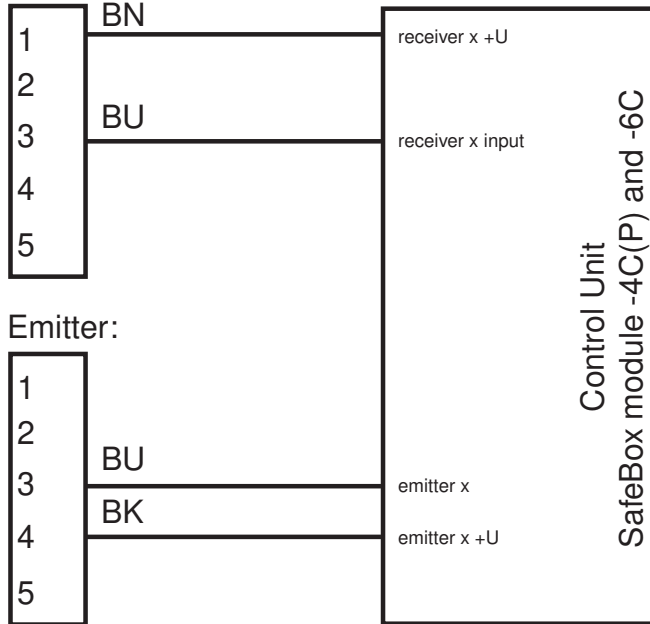 BN
1
receiver x +U
2
BU
3
receiver x input
4
5
Emitter:
1
2
BU
3
emitter x
BK
4
emitter x +U
5
Control Unit
SafeBox module -4C(P) and -6C